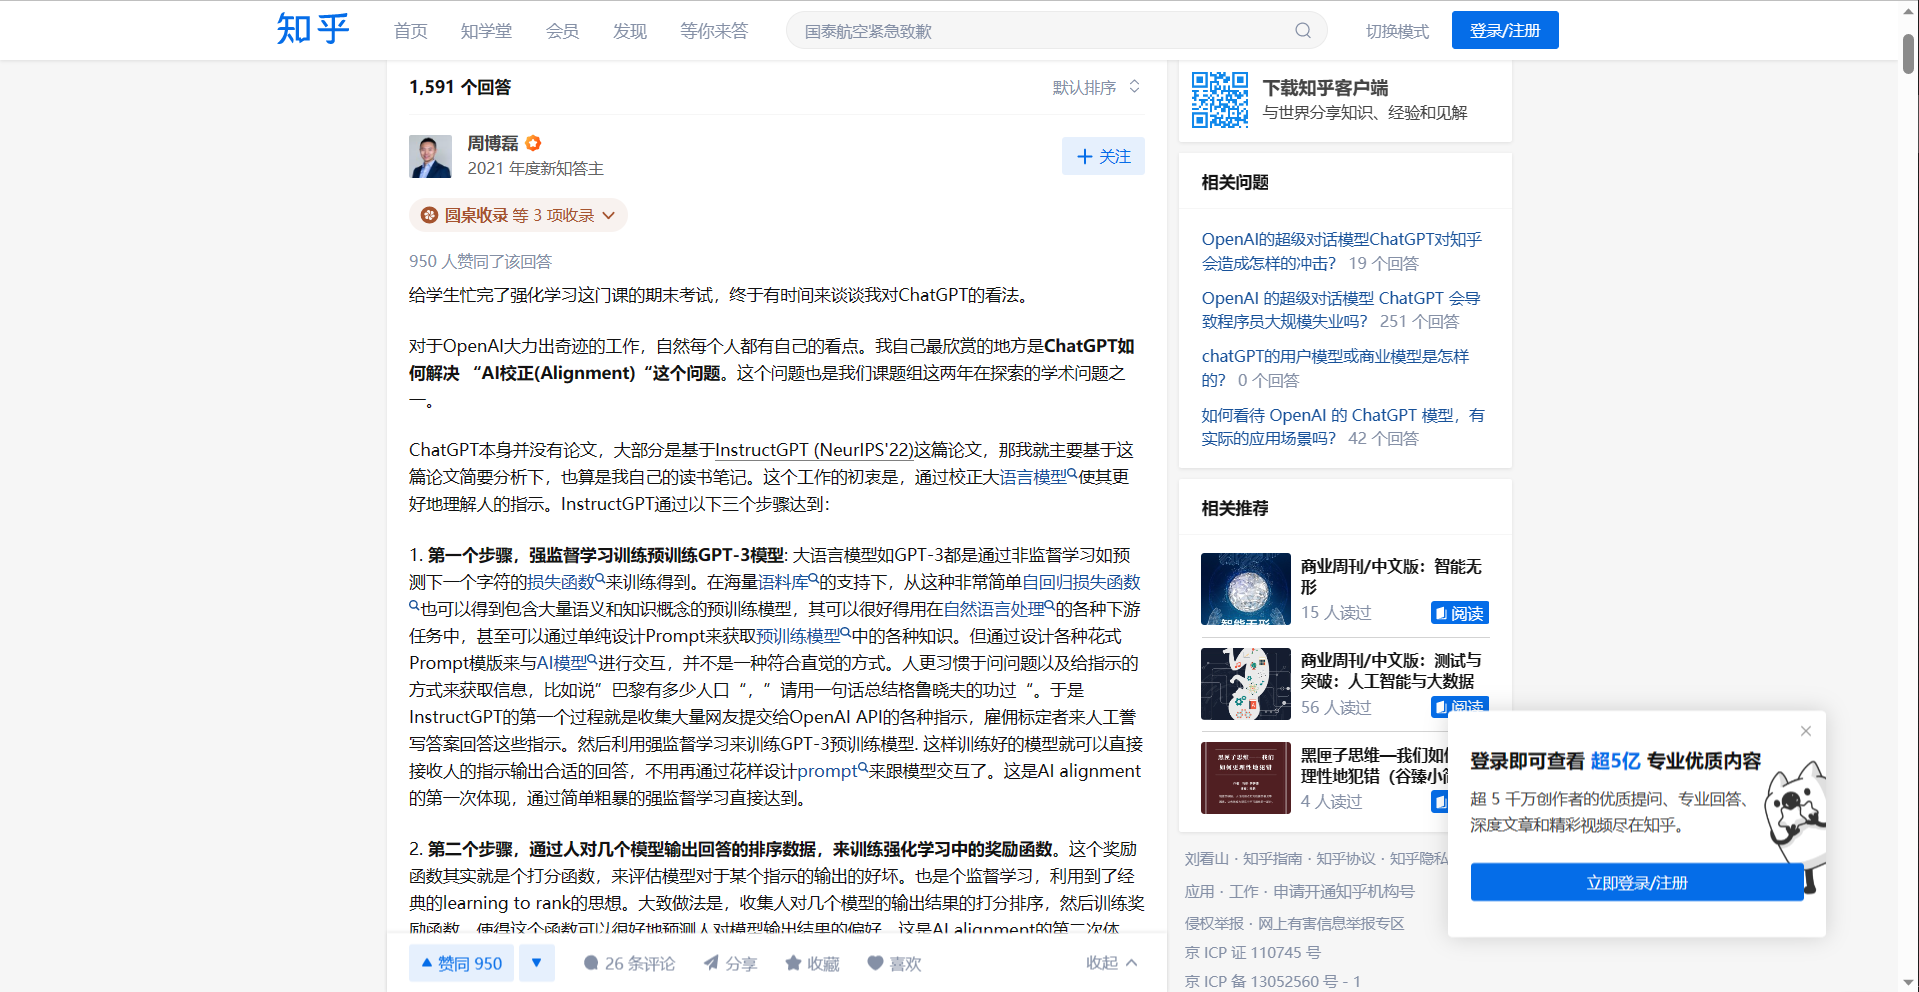 知乎
首页 知学堂 会员 发现 等你来答
国泰航空紧急致歉
切换模式
登录/注册
1,591 个回答
默认排序
周博磊
2021 年度新知答主
关注
圆桌收录 等 3 项收录
950 人赞同了该回答
给学生忙完了强化学习这门课的期末考试，终于有时间来谈谈我对ChatGPT的看法。
对于OpenAI大力出奇迹的工作，自然每个人都有自己的看点。我自己最欣赏的地方是ChatGPT如
何解决 “AI校正(Alignment)“这个问题。这个问题也是我们课题组这两年在探索的学术问题之
一。
ChatGPT本身并没有论文，大部分是基于InstructGPT (NeurIPS'22)这篇论文，那我就主要基于这
篇论文简要分析下，也算是我自己的读书笔记。这个工作的初衷是，通过校正大语言模型使其更
好地理解人的指示。InstructGPT通过以下三个步骤达到：
1. 第一个步骤，强监督学习训练预训练GPT-3模型: 大语言模型如GPT-3都是通过非监督学习如预
测下一个字符的损失函数来训练得到。在海量语料库的支持下，从这种非常简单自回归损失函数
也可以得到包含大量语义和知识概念的预训练模型，其可以很好得用在自然语言处理的各种下游
任务中，甚至可以通过单纯设计Prompt来获取预训练模型中的各种知识。但通过设计各种花式
Prompt模版来与AI模型进行交互，并不是一种符合直觉的方式。人更习惯于问问题以及给指示的
方式来获取信息，比如说”巴黎有多少人口“，”请用一句话总结格鲁晓夫的功过“。于是
InstructGPT的第一个过程就是收集大量网友提交给OpenAI API的各种指示，雇佣标定者来人工誊
写答案回答这些指示。然后利用强监督学习来训练GPT-3预训练模型. 这样训练好的模型就可以直接
接收人的指示输出合适的回答，不用再通过花样设计prompt来跟模型交互了。这是AI alignment
的第一次体现，通过简单粗暴的强监督学习直接达到。
2. 第二个步骤，通过人对几个模型输出回答的排序数据，来训练强化学习中的奖励函数。这个奖励
函数其实就是个打分函数，来评估模型对于某个指示的输出的好坏。也是个监督学习，利用到了经
典的learning to rank的思想。大致做法是，收集人对几个模型的输出结果的打分排序，然后训练奖
励函数，使得这个函数可以很好地预测人对模型输出结果的偏好。这是AI alignment的第二次体
赞同 950
26 条评论
分享
收藏
喜欢
收起
下载知乎客户端
与世界分享知识、经验和见解
相关问题
OpenAI的超级对话模型ChatGPT对知乎
会造成怎样的冲击？ 19 个回答
OpenAI 的超级对话模型 ChatGPT 会导
致程序员大规模失业吗？ 251 个回答
chatGPT的用户模型或商业模型是怎样
的？ 0 个回答
如何看待 OpenAI 的 ChatGPT 模型，有
实际的应用场景吗？ 42 个回答
相关推荐
智能无形
商业周刊/中文版：智能无
形
15 人读过
阅读
商业周刊/中文版：测试与
突破：人工智能与大数据
56 人读过
阅读
黑匣子思维——我们
如何更理性地犯错
黑匣子思维—我们如
理性地犯错（谷臻小
4 人读过
刘看山 · 知乎指南 · 知乎协议 · 知乎隐私
应用 · 工作 · 申请开通知乎机构号
侵权举报 · 网上有害信息举报专区
京 ICP 证 110745 号
京 ICP 备 13052560 号 - 1
登录即可查看 超5亿 专业优质内容
超 5 千万创作者的优质提问、专业回答、
深度文章和精彩视频尽在知乎。
立即登录/注册